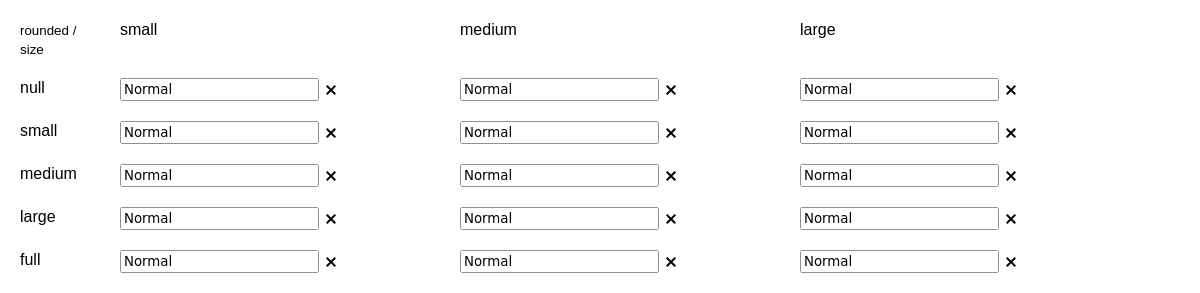 rounded / size small medium large
null Normal × Normal × Normal ×
small Normal × Normal × Normal ×
medium Normal × Normal × Normal ×
large Normal × Normal × Normal ×
full Normal × Normal × Normal ×